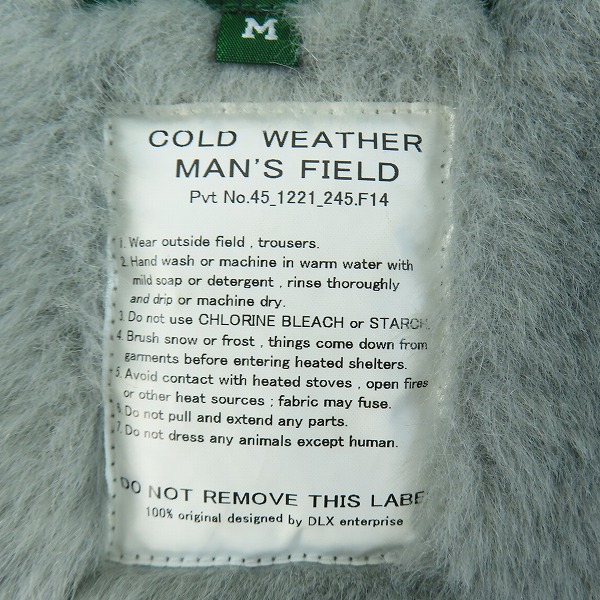 M
COLD WEATHER
MAN'S FIELD
Pvt No.45_1221_245.F14
1. Wear outside field , trousers.
2. Hand wash or machine in warm water with
mild soap or detergent , rinse thoroughly
and drip or machine dry.
3. Do not use CHLORINE BLEACH or STARCH.
4. Brush snow or frost , things come down from
garments before entering heated shelters.
5. Avoid contact with heated stoves , open fires
or other heat sources ; fabric may fuse.
6. Do not pull and extend any parts.
7. Do not dress any animals except human.
DO NOT REMOVE THIS LABE
100% original designed by DLX enterprise